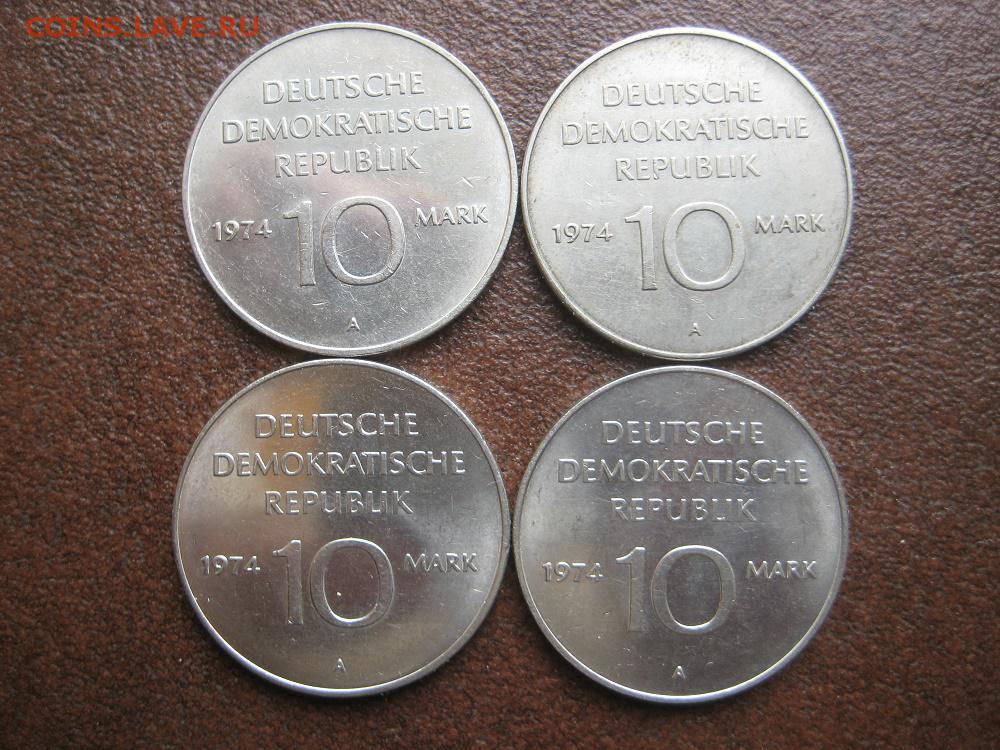 COINS.LAVE.RU
DEUTSCHE
DEMOKRATISCHE
REPUBLIK
1974 10 MARK
A
DEUTSCHE
DEMOKRATISCHE
REPUBLIK
1974 10 MARK
A
DEUTSCHE
DEMOKRATISCHE
REPUBLIK
1974 10 MARK
A
DEUTSCHE
DEMOKRATISCHE
REPUBLIK
1974 10 MARK
A